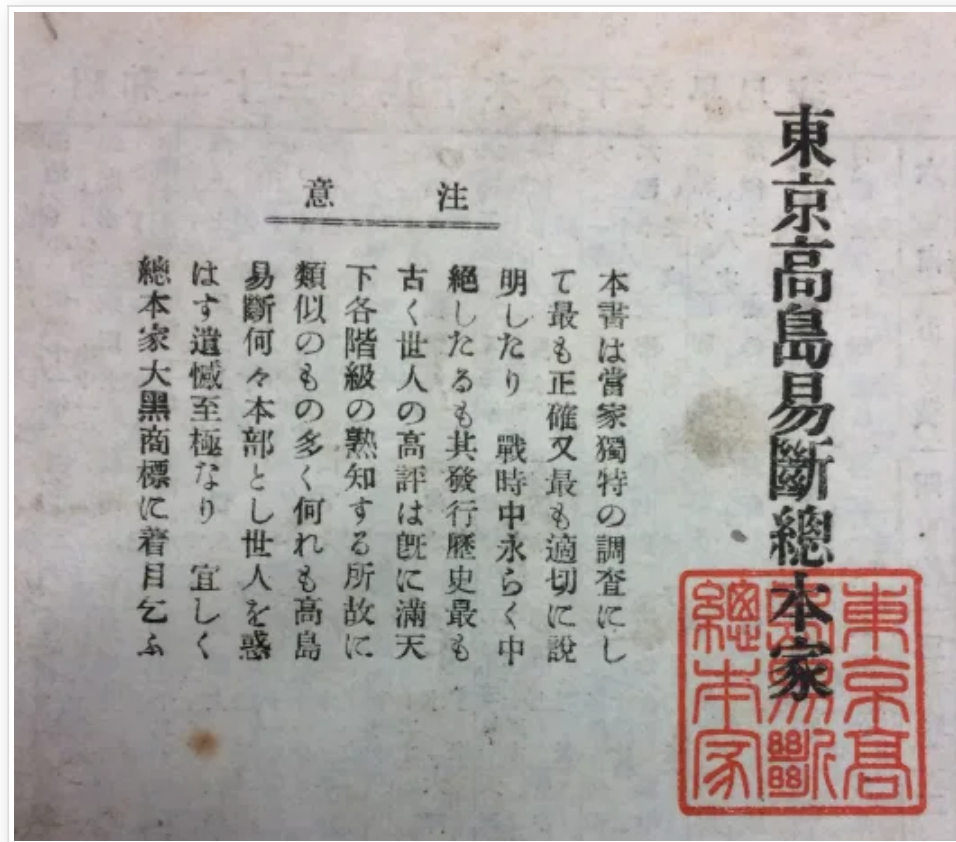 東京高島易斷總本家
東京高
島易斷
總本家
注意
本書は當家獨特の調査にし
て最も正確又最も適切に說
明したり 戰時中永らく中
絕したるも其發行歷史最も
古く世人の高評は旣に滿天
下各階級の熟知する所故に
類似のもの多く何れも高島
易斷何々本部とし世人を惑
はす遺憾至極なり 宜しく
總本家大黑商標に着目乞ふ